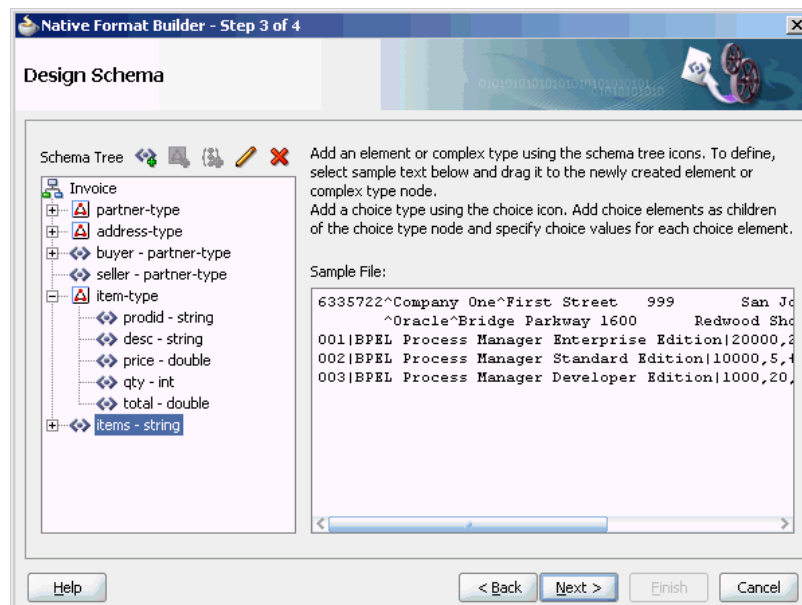 Native Format Builder - Step 3 of 4
Design Schema
Schema Tree
Invoice
partner-type
address-type
buyer - partner-type
seller - partner-type
item-type
prodid - string
desc - string
price - double
qty - int
total - double
items - string
Add an element or complex type using the schema tree icons. To define,
select sample text below and drag it to the newly created element or
complex type node.
Add a choice type using the choice icon. Add choice elements as children
of the choice type node and specify choice values for each choice element.
Sample File:
6335722^Company One^First Street 999 San Jo
^Oracle^Bridge Parkway 1600 Redwood Sho
001|BPEL Process Manager Enterprise Edition|20000,2
002|BPEL Process Manager Standard Edition|10000,5,
003|BPEL Process Manager Developer Edition|1000,20,
Help
< Back
Next >
Finish
Cancel